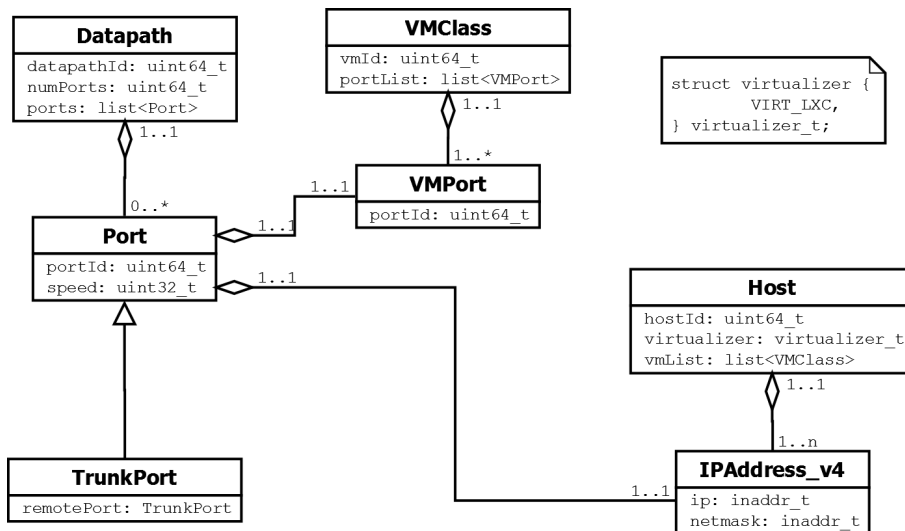 Datapath
datapathId: uint64_t
numPorts: uint64_t
ports: list<Port>
1..1
0..*
VMClass
vmId: uint64_t
portList: list<VMPort>
1..1
1..*
struct virtualizer {
VIRT_LXC,
} virtualizer_t;
VMPort
portId: uint64_t
1..1
1..1
Port
portId: uint64_t
speed: uint32_t
1..1
Host
hostId: uint64_t
virtualizer: virtualizer_t
vmList: list<VMClass>
1..1
1..n
TrunkPort
remotePort: TrunkPort
1..1
IPAddress_v4
ip: inaddr_t
netmask: inaddr_t